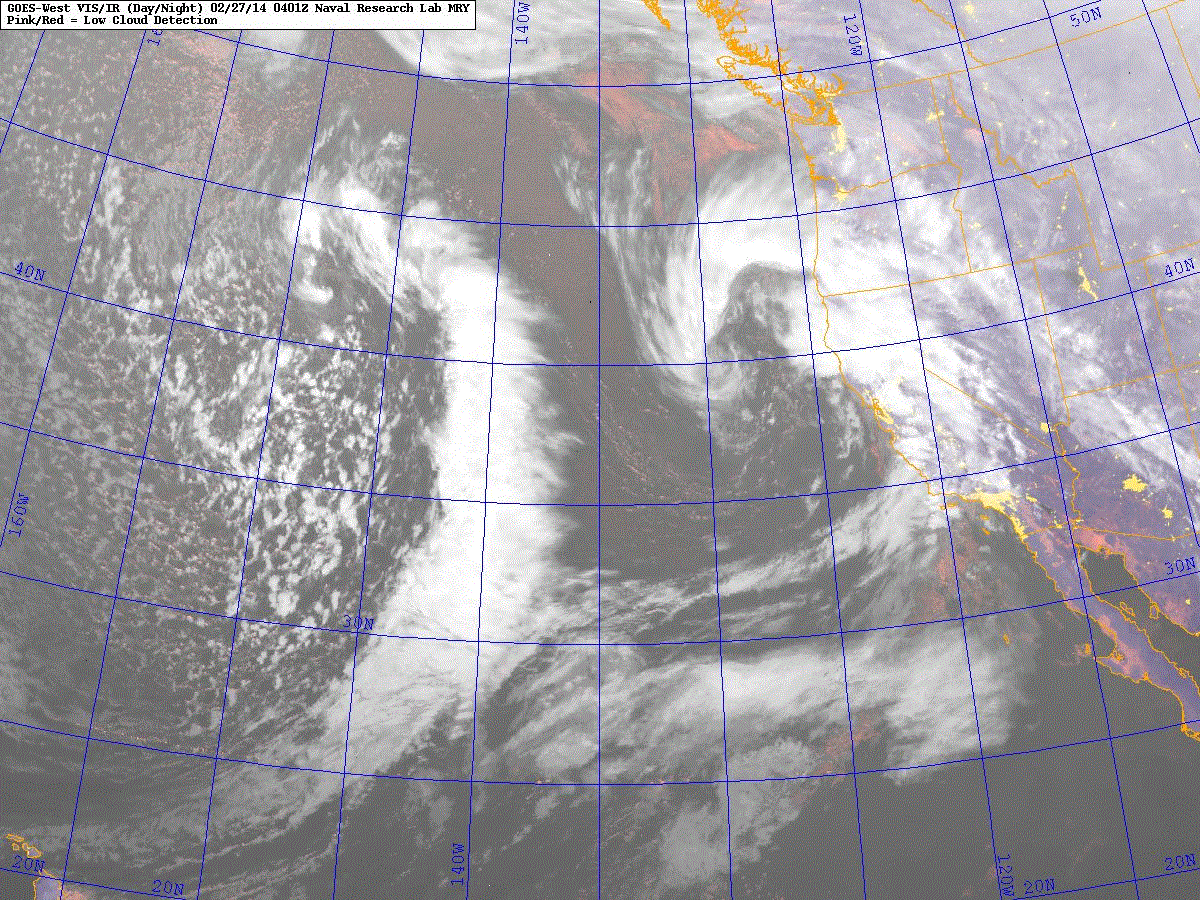 GOES-West VIS/IR (Day/Night) 02/27/14 0401Z Naval Research Lab MRY
Pink/Red = Low Cloud Detection
140W
120W
50N
40N
40N
160W
30N
30N
20N
20N
140W
120W
20N
20N